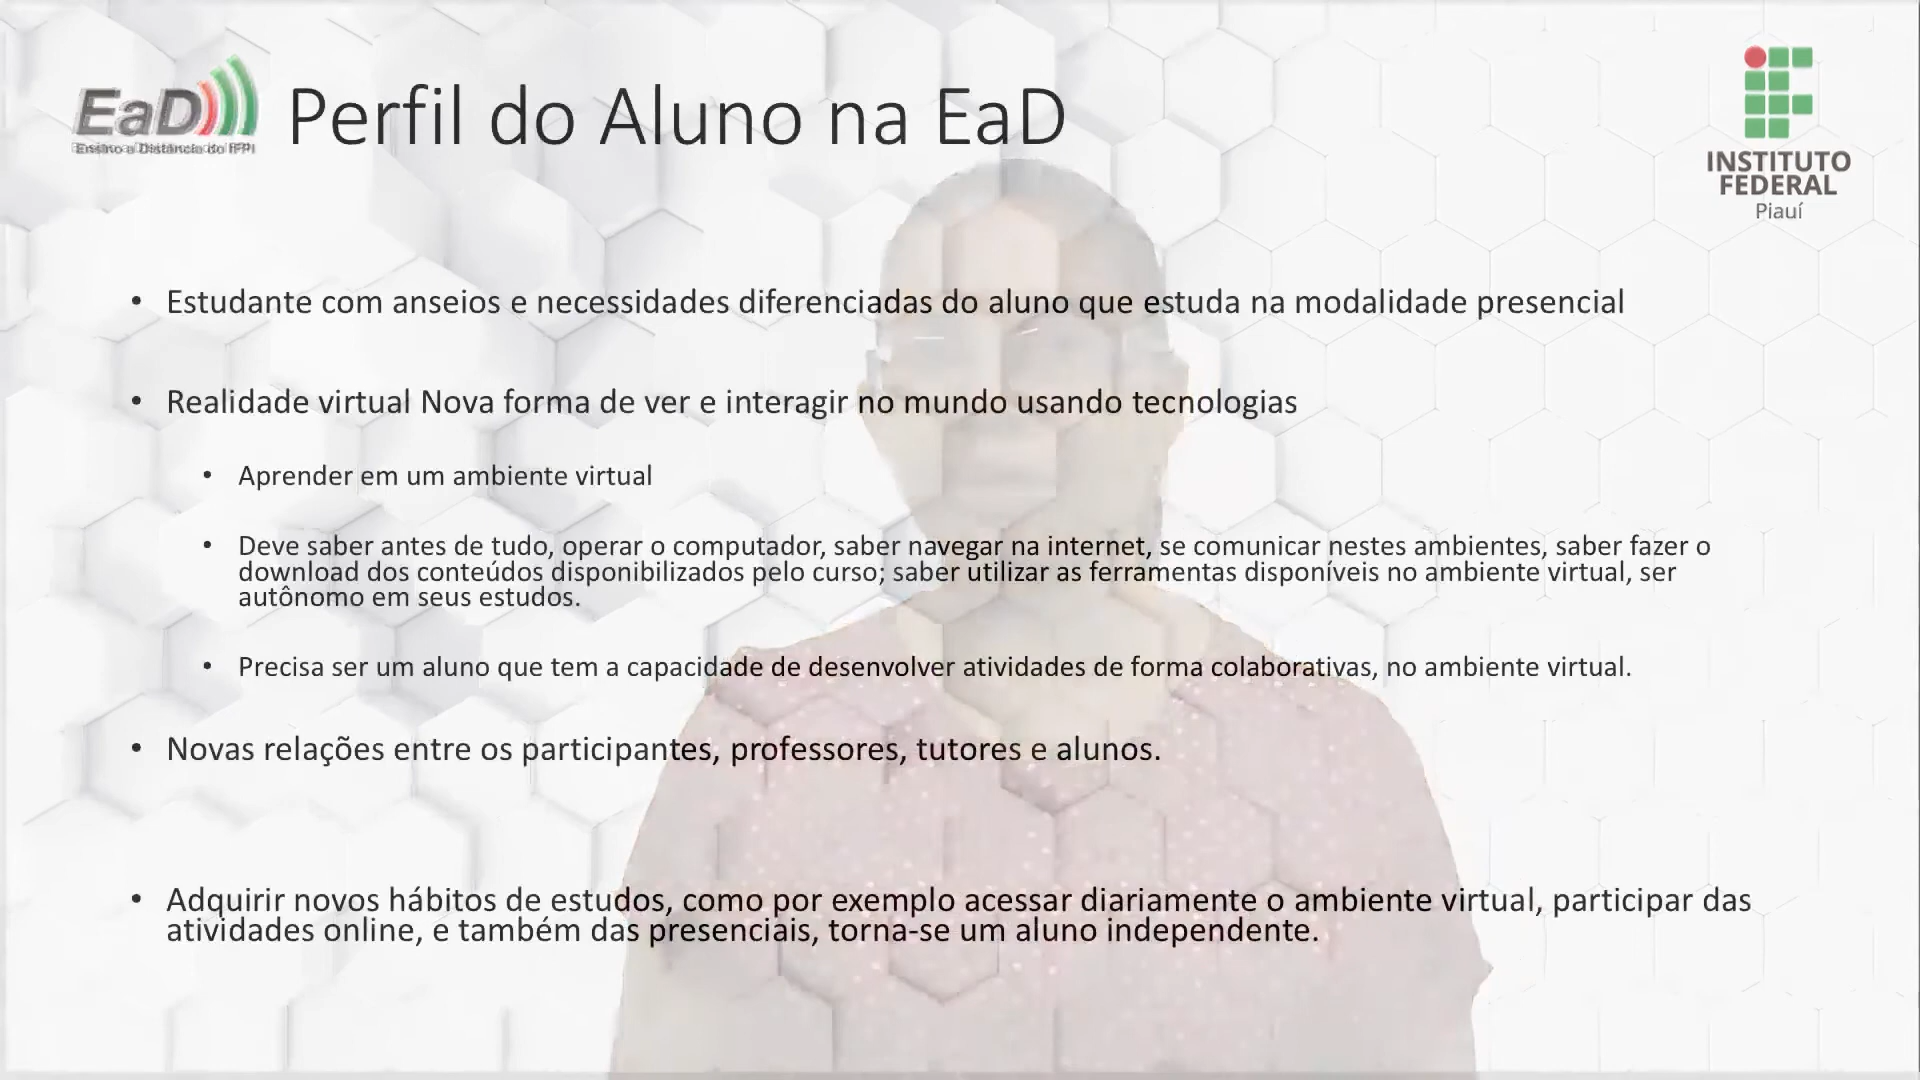 EaD
Perfil do Aluno na EaD
INSTITUTO
FEDERAL
Piauí
• Estudante com anseios e necessidades diferenciadas do aluno que estuda na modalidade presencial
• Realidade virtual Nova forma de ver e interagir no mundo usando tecnologias
• Aprender em um ambiente virtual
• Deve saber antes de tudo, operar o computador, saber navegar na internet, se comunicar nestes ambientes, saber fazer o
download dos conteúdos disponibilizados pelo curso; saber utilizar as ferramentas disponíveis no ambiente virtual, ser
autônomo em seus estudos.
• Precisa ser um aluno que tem a capacidade de desenvolver atividades de forma colaborativas, no ambiente virtual.
• Novas relações entre os participantes, professores, tutores e alunos.
• Adquirir novos hábitos de estudos, como por exemplo acessar diariamente o ambiente virtual, participar das
atividades online, e também das presenciais, torna-se um aluno independente.